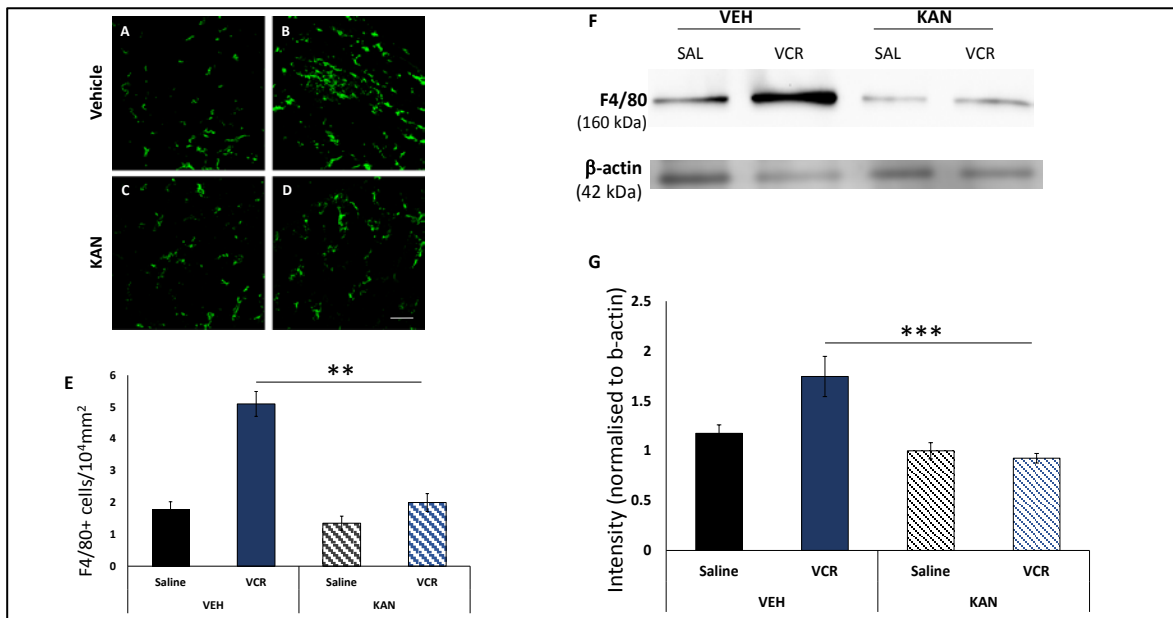 A
B
Vehicle
C
D
KAN
E
**
F4/80+ cells/10⁴mm²
6
5
4
3
2
1
0
Saline
VCR
Saline
VCR
VEH
KAN
F
VEH
KAN
SAL
VCR
SAL
VCR
F4/80
(160 kDa)
β-actin
(42 kDa)
G
***
Intensity (normalised to b-actin)
2.5
2
1.5
1
0.5
0
Saline
VCR
Saline
VCR
VEH
KAN